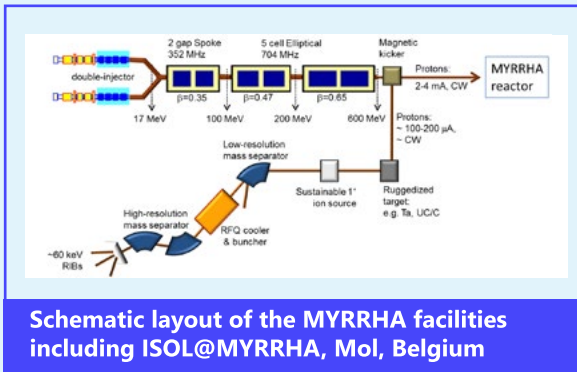 2 gap Spoke
352 MHz
5 cell Elliptical
704 MHz
Magnetic
kicker
double-injector
Protons:
2-4 mA, CW
MYRRHA
reactor
β=0.35
β=0.47
β=0.65
17 MeV
100 MeV
200 MeV
600 MeV
Protons:
~ 100-200 μA,
~ CW
Low-resolution
mass separator
Sustainable 1⁺
ion source
Ruggedized
target:
e.g. Ta, UC/C
High-resolution
mass separator
RFQ cooler
& buncher
~60 keV
RIBs
Schematic layout of the MYRRHA facilities
including ISOL@MYRRHA, Mol, Belgium